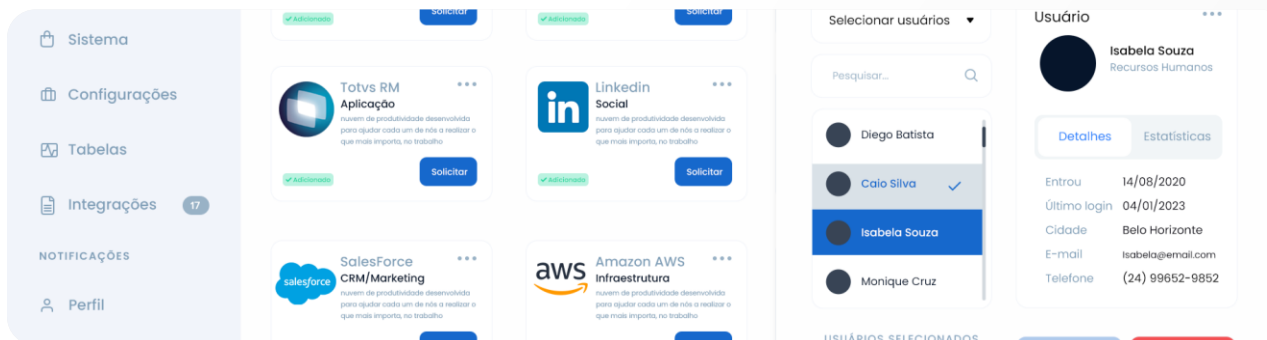 Sistema
Configurações
Tabelas
Integrações 17
NOTIFICAÇÕES
Perfil
Adicionado
Solicitar
Adicionado
Solicitar
Totvs RM
Aplicação
nuvem de produtividade desenvolvida
para ajudar cada um de nós a realizar o
que mais importa, no trabalho
Solicitar
Adicionado
in
Linkedin
Social
nuvem de produtividade desenvolvida
para ajudar cada um de nós a realizar o
que mais importa, no trabalho
Solicitar
Adicionado
salesforce
SalesForce
CRM/Marketing
nuvem de produtividade desenvolvida
para ajudar cada um de nós a realizar o
que mais importa, no trabalho
aws
Amazon AWS
Infraestrutura
nuvem de produtividade desenvolvida
para ajudar cada um de nós a realizar o
que mais importa, no trabalho
Selecionar usuários
Pesquisar...
Diego Batista
Caio Silva
Isabela Souza
Monique Cruz
USUÁRIOS SELECIONADOS
Usuário
Isabela Souza
Recursos Humanos
Detalhes Estatísticas
Entrou 14/08/2020
Último login 04/01/2023
Cidade Belo Horizonte
E-mail Isabela@email.com
Telefone (24) 99652-9852